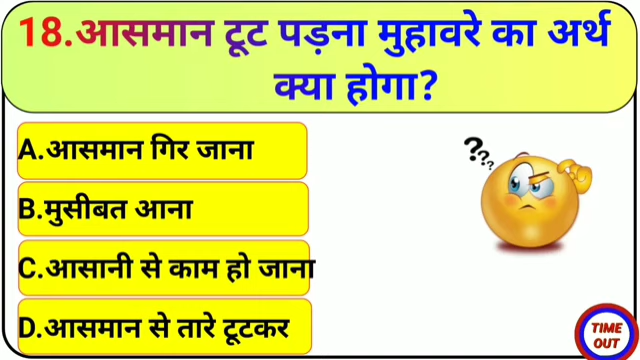 18.आसमान टूट पड़ना मुहावरे का अर्थ
क्या होगा?
A.आसमान गिर जाना
B.मुसीबत आना
C.आसानी से काम हो जाना
D.आसमान से तारे टूटकर
???
TIME
OUT